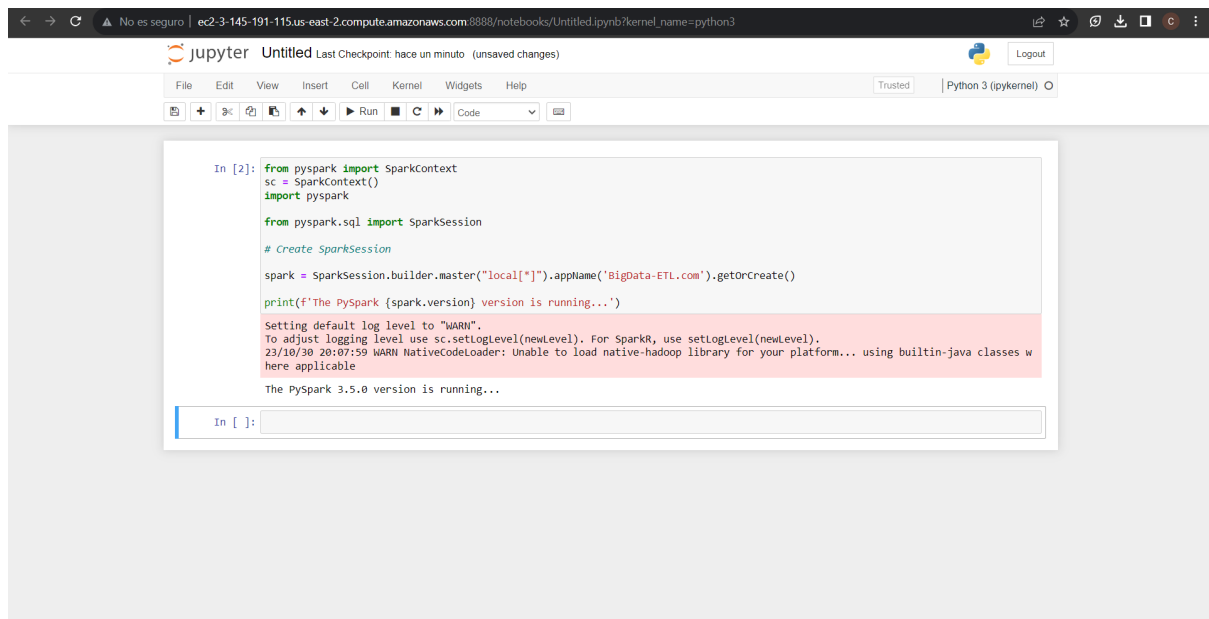 No es seguro | ec2-3-145-191-115.us-east-2.compute.amazonaws.com:8888/notebooks/Untitled.ipynb?kernel_name=python3
C
jupyter Untitled Last Checkpoint: hace un minuto (unsaved changes)
Logout
File Edit View Insert Cell Kernel Widgets Help
Trusted
Python 3 (ipykernel)
Run
Code
In [2]: from pyspark import SparkContext
sc = SparkContext()
import pyspark
from pyspark.sql import SparkSession
# Create SparkSession
spark = SparkSession.builder.master("local[*]").appName('BigData-ETL.com').getOrCreate()
print(f'The PySpark {spark.version} version is running...')
Setting default log level to "WARN".
To adjust logging level use sc.setLogLevel(newLevel). For SparkR, use setLogLevel(newLevel).
23/10/30 20:07:59 WARN NativeCodeLoader: Unable to load native-hadoop library for your platform... using builtin-java classes w
here applicable
The PySpark 3.5.0 version is running...
In [ ]: